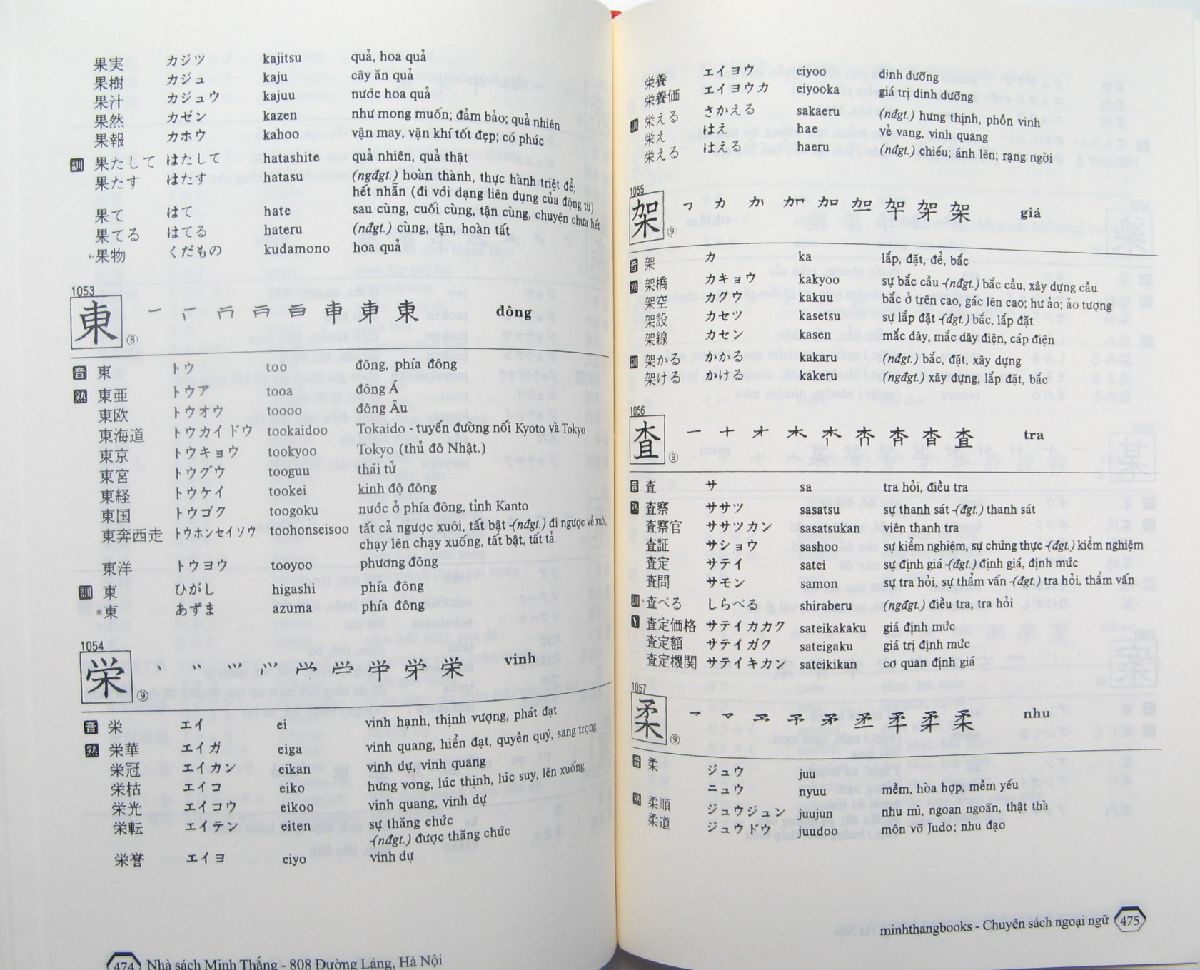 果実 カジツ kajitsu quả, hoa quả
果樹 カジュ kaju cây ăn quả
果汁 カジュウ kajuu nước hoa quả
果然 カゼン kazen như mong muốn; đảm bảo; quả nhiên
果報 カホウ kahoo vận may, vận khí tốt đẹp; có phúc
訓 果たして はたして hatashite quả nhiên, quả thật
果たす はたす hatasu (ngđgt.) hoàn thành, thực hành triệt để;
hết nhẵn (đi với dạng liên dụng của động từ)
果て はて hate sau cùng, cuối cùng, tận cùng, chuyện chưa hết
果てる はてる hateru (nđgt.) cùng, tận, hoàn tất
*果物 くだもの kudamono hoa quả
1053
東 ⑧ 東 đông
音 東 トウ too đông, phía đông
熟 東亜 トウア tooa đông Á
東欧 トウオウ toooo đông Âu
東海道 トウカイドウ tookaidoo Tokaido - tuyến đường nối Kyoto và Tokyo
東京 トウキョウ tookyoo Tokyo (thủ đô Nhật.)
東宮 トウグウ tooguu thái tử
東経 トウケイ tookei kinh độ đông
東国 トウゴク toogoku nước ở phía đông, tỉnh Kanto
東奔西走 トウホンセイソウ toohonseisoo tất cả ngược xuôi, tất bật -(nđgt.) đi ngược về xuôi,
chạy lên chạy xuống, tất bật, tất tả
東洋 トウヨウ tooyoo phương đông
訓 東 ひがし higashi phía đông
*東 あずま azuma phía đông
1054
栄 ⑨ 栄 vinh
音 栄 エイ ei vinh hạnh, thịnh vượng, phát đạt
熟 栄華 エイガ eiga vinh quang, hiển đạt, quyền quý, sang trọng
栄冠 エイカン eikan vinh dự, vinh quang
栄枯 エイコ eiko hưng vong, lúc thịnh, lúc suy, lên xuống
栄光 エイコウ eikoo vinh quang, vinh dự
栄転 エイテン eiten sự thăng chức
-(nđgt.) được thăng chức
栄誉 エイヨ eiyo vinh dự
474 Nhà sách Minh Thắng - 808 Đường Láng, Hà Nội
栄養 エイヨウ eiyoo dinh dưỡng
栄養価 エイヨウカ eiyooka giá trị dinh dưỡng
訓 栄える さかえる sakaeru (nđgt.) hưng thịnh, phồn vinh
栄え はえ hae vẻ vang, vinh quang
栄える はえる haeru (nđgt.) chiếu; ánh lên; rạng ngời
1055
架 ⑨ 架 giá
音 架 カ ka lắp, đặt, để, bắc
熟 架橋 カキョウ kakyoo sự bắc cầu -(đgt.) bắc cầu, xây dựng cầu
架空 カクウ kakuu bắc ở trên cao, gác lên cao; hư ảo; ảo tượng
架設 カセツ kasetsu sự lắp đặt -(đgt.) bắc, lắp đặt
架線 カセン kasen mắc dây, mắc dây điện, cáp điện
訓 架かる かかる kakaru (nđgt.) bắc, đặt, xây dựng
架ける かける kakeru (ngđgt.) xây dựng, lắp đặt, bắc
1056
査 ⑨ 査 tra
音 査 サ sa tra hỏi, điều tra
熟 査察 ササツ sasatsu sự thanh sát -(đgt.) thanh sát
査察官 ササツカン sasatsukan viên thanh tra
査証 サショウ sashoo sự kiểm nghiệm, sự chứng thực -(đgt.) kiểm nghiệm
査定 サテイ satei sự định giá -(đgt.) định giá, định mức
査問 サモン samon sự tra hỏi, sự thẩm vấn -(đgt.) tra hỏi, thẩm vấn
訓 *査べる しらべる shiraberu (ngđgt.) điều tra, tra hỏi
Y 査定価格 サテイカカク sateikakaku giá định mức
査定額 サテイガク sateigaku giá trị định mức
査定機関 サテイキカン sateikikan cơ quan định giá
1057
柔 ⑨ 柔 nhu
音 柔 ジュウ juu
ニュウ nyuu mềm, hòa hợp, mềm yếu
熟 柔順 ジュウジュン juujun nhu mì, ngoan ngoãn, thật thà
柔道 ジュウドウ juudoo môn võ Judo; nhu đạo
minhthangbooks - Chuyên sách ngoại ngữ 475